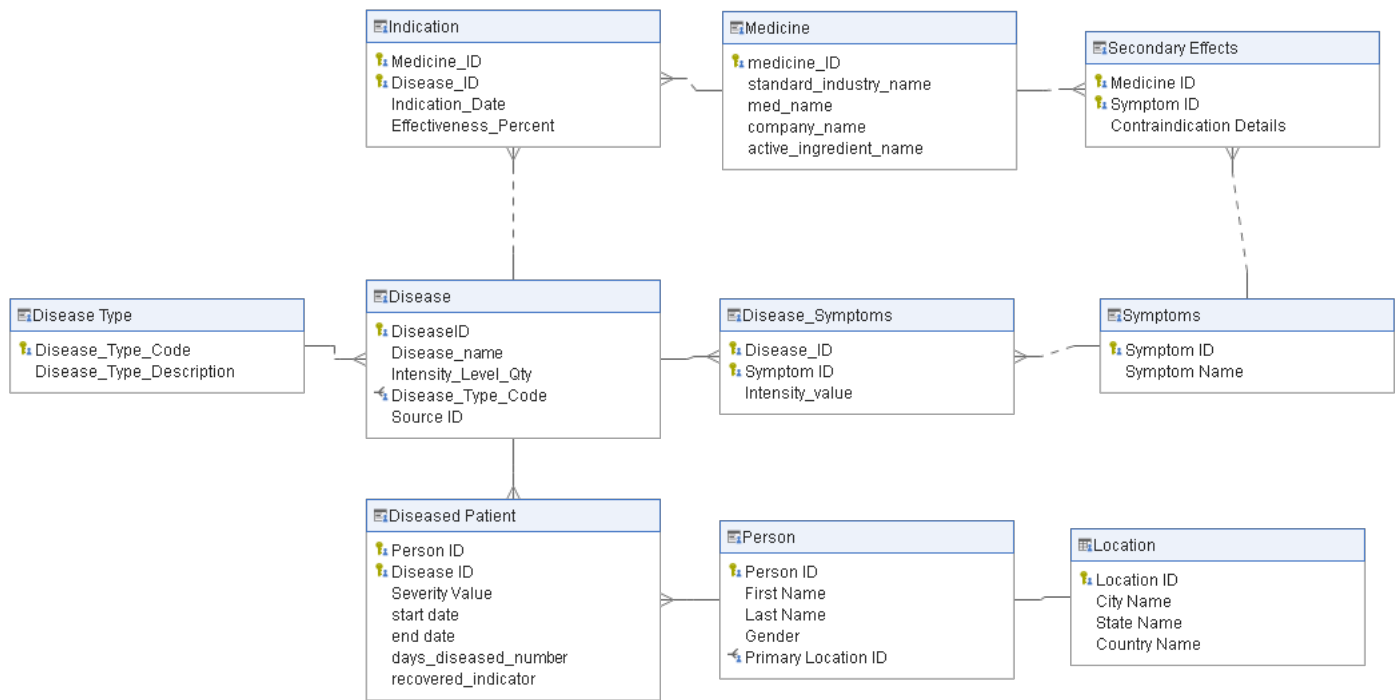 Indication
Medicine_ID
Disease_ID
Indication_Date
Effectiveness_Percent
Medicine
medicine_ID
standard_industry_name
med_name
company_name
active_ingredient_name
Secondary Effects
Medicine ID
Symptom ID
Contraindication Details
Disease Type
Disease_Type_Code
Disease_Type_Description
Disease
DiseaseID
Disease_name
Intensity_Level_Qty
Disease_Type_Code
Source ID
Disease_Symptoms
Disease_ID
Symptom ID
Intensity_value
Symptoms
Symptom ID
Symptom Name
Diseased Patient
Person ID
Disease ID
Severity Value
start date
end date
days_diseased_number
recovered_indicator
Person
Person ID
First Name
Last Name
Gender
Primary Location ID
Location
Location ID
City Name
State Name
Country Name